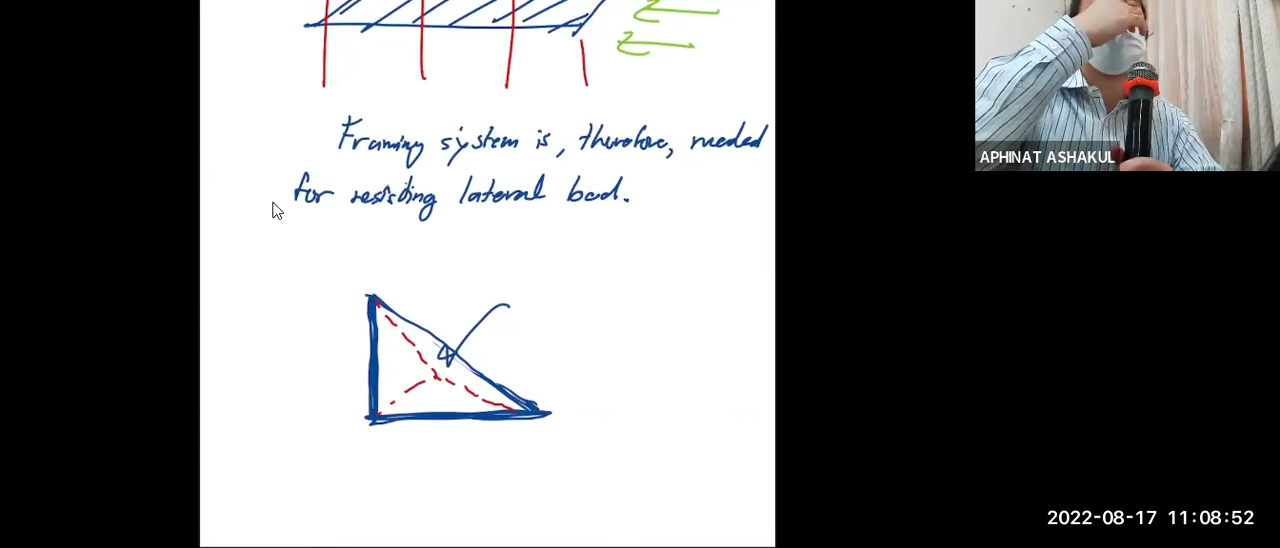 Framing system is, therefore, needed
for resisting lateral load.
APHINAT ASHAKUL
2022-08-17 11:08:52